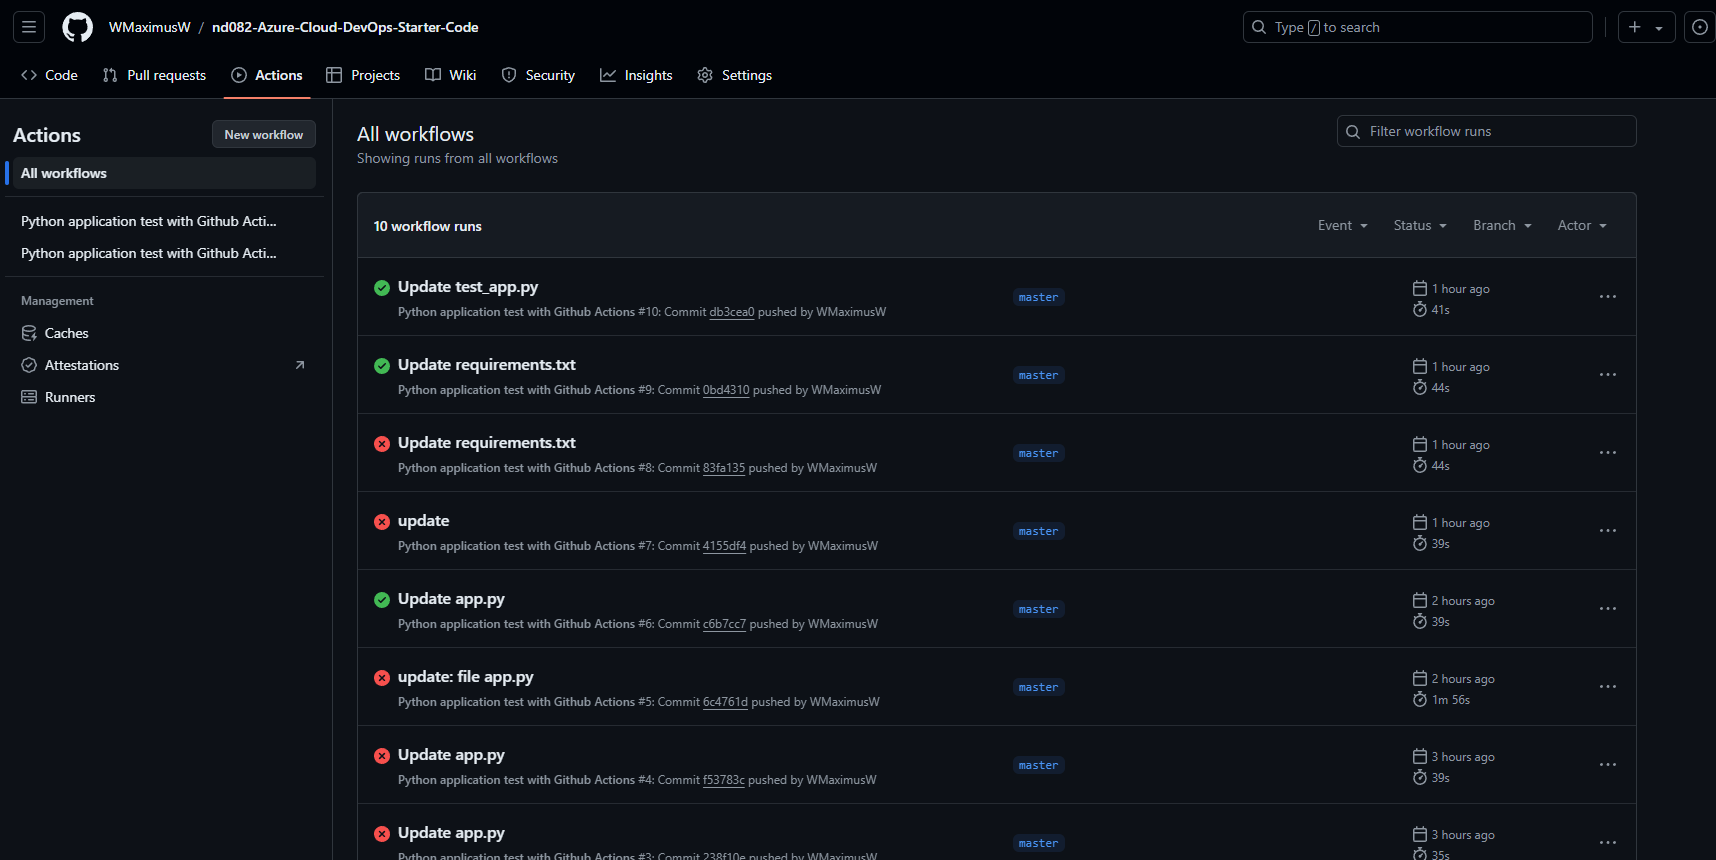 WMaximusW / nd082-Azure-Cloud-DevOps-Starter-Code
Type / to search
Code Pull requests Actions Projects Wiki Security Insights Settings
Actions
New workflow
All workflows
Python application test with Github Acti...
Python application test with Github Acti...
Management
Caches
Attestations
Runners
All workflows
Showing runs from all workflows
Filter workflow runs
10 workflow runs
Event Status Branch Actor
Update test_app.py
Python application test with Github Actions #10: Commit db3cea0 pushed by WMaximusW
master
1 hour ago
41s
Update requirements.txt
Python application test with Github Actions #9: Commit 0bd4310 pushed by WMaximusW
master
1 hour ago
44s
Update requirements.txt
Python application test with Github Actions #8: Commit 83fa135 pushed by WMaximusW
master
1 hour ago
44s
update
Python application test with Github Actions #7: Commit 4155df4 pushed by WMaximusW
master
1 hour ago
39s
Update app.py
Python application test with Github Actions #6: Commit c6b7cc7 pushed by WMaximusW
master
2 hours ago
39s
update: file app.py
Python application test with Github Actions #5: Commit 6c4761d pushed by WMaximusW
master
2 hours ago
1m 56s
Update app.py
Python application test with Github Actions #4: Commit f53783c pushed by WMaximusW
master
3 hours ago
39s
Update app.py
Python application test with Github Actions #3: Commit 238f10e pushed by WMaximusW
master
3 hours ago
35s